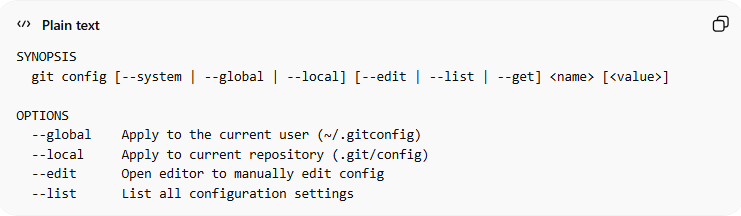 Plain text
SYNOPSIS
git config [--system | --global | --local] [--edit | --list | --get] <name> [<value>]
OPTIONS
--global    Apply to the current user (~/.gitconfig)
--local     Apply to current repository (.git/config)
--edit      Open editor to manually edit config
--list      List all configuration settings